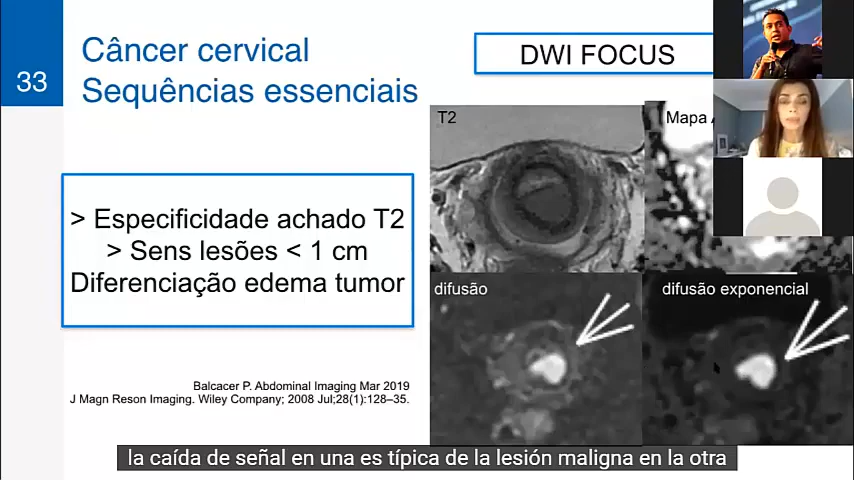 33
Câncer cervical
Sequências essenciais
DWI FOCUS
> Especificidade achado T2
> Sens lesões < 1 cm
Diferenciação edema tumor
T2
Mapa
difusão
difusão exponencial
Balcacer P. Abdominal Imaging Mar 2019
J Magn Reson Imaging. Wiley Company; 2008 Jul;28(1):128–35.
la caída de señal en una es típica de la lesión maligna en la otra